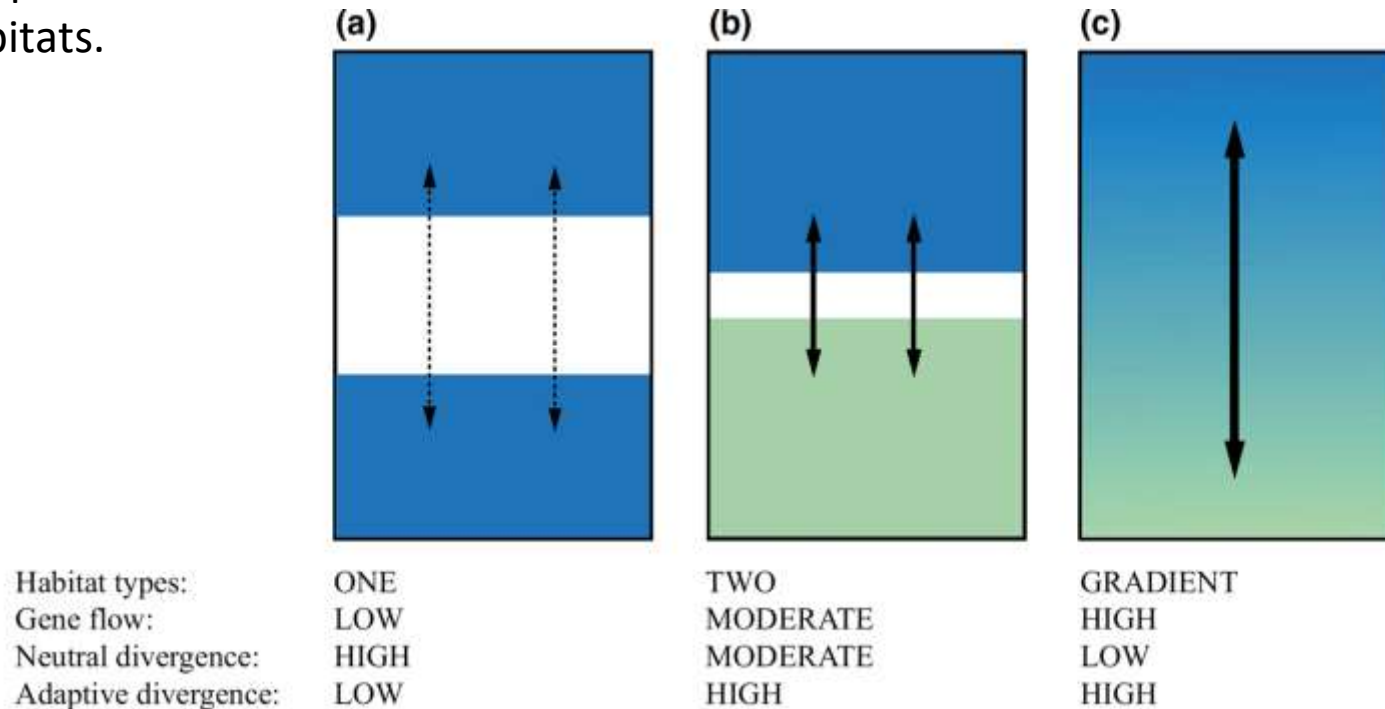 bitats.
(a) (b) (c)
Habitat types: ONE TWO GRADIENT
Gene flow: LOW MODERATE HIGH
Neutral divergence: HIGH MODERATE LOW
Adaptive divergence: LOW HIGH HIGH